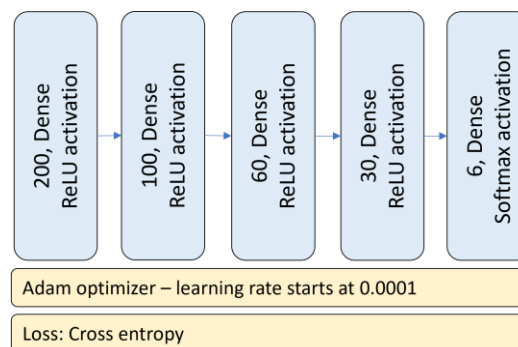 200, Dense
ReLU activation
100, Dense
ReLU activation
60, Dense
ReLU activation
30, Dense
ReLU activation
6, Dense
Softmax activation
Adam optimizer – learning rate starts at 0.0001
Loss: Cross entropy